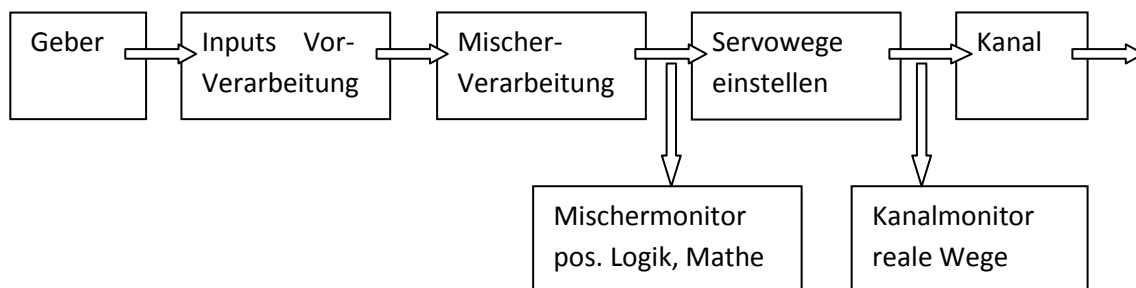 Geber
Inputs Vor-
Verarbeitung
Mischer-
Verarbeitung
Servowege
einstellen
Kanal
Mischermonitor
pos. Logik, Mathe
Kanalmonitor
reale Wege